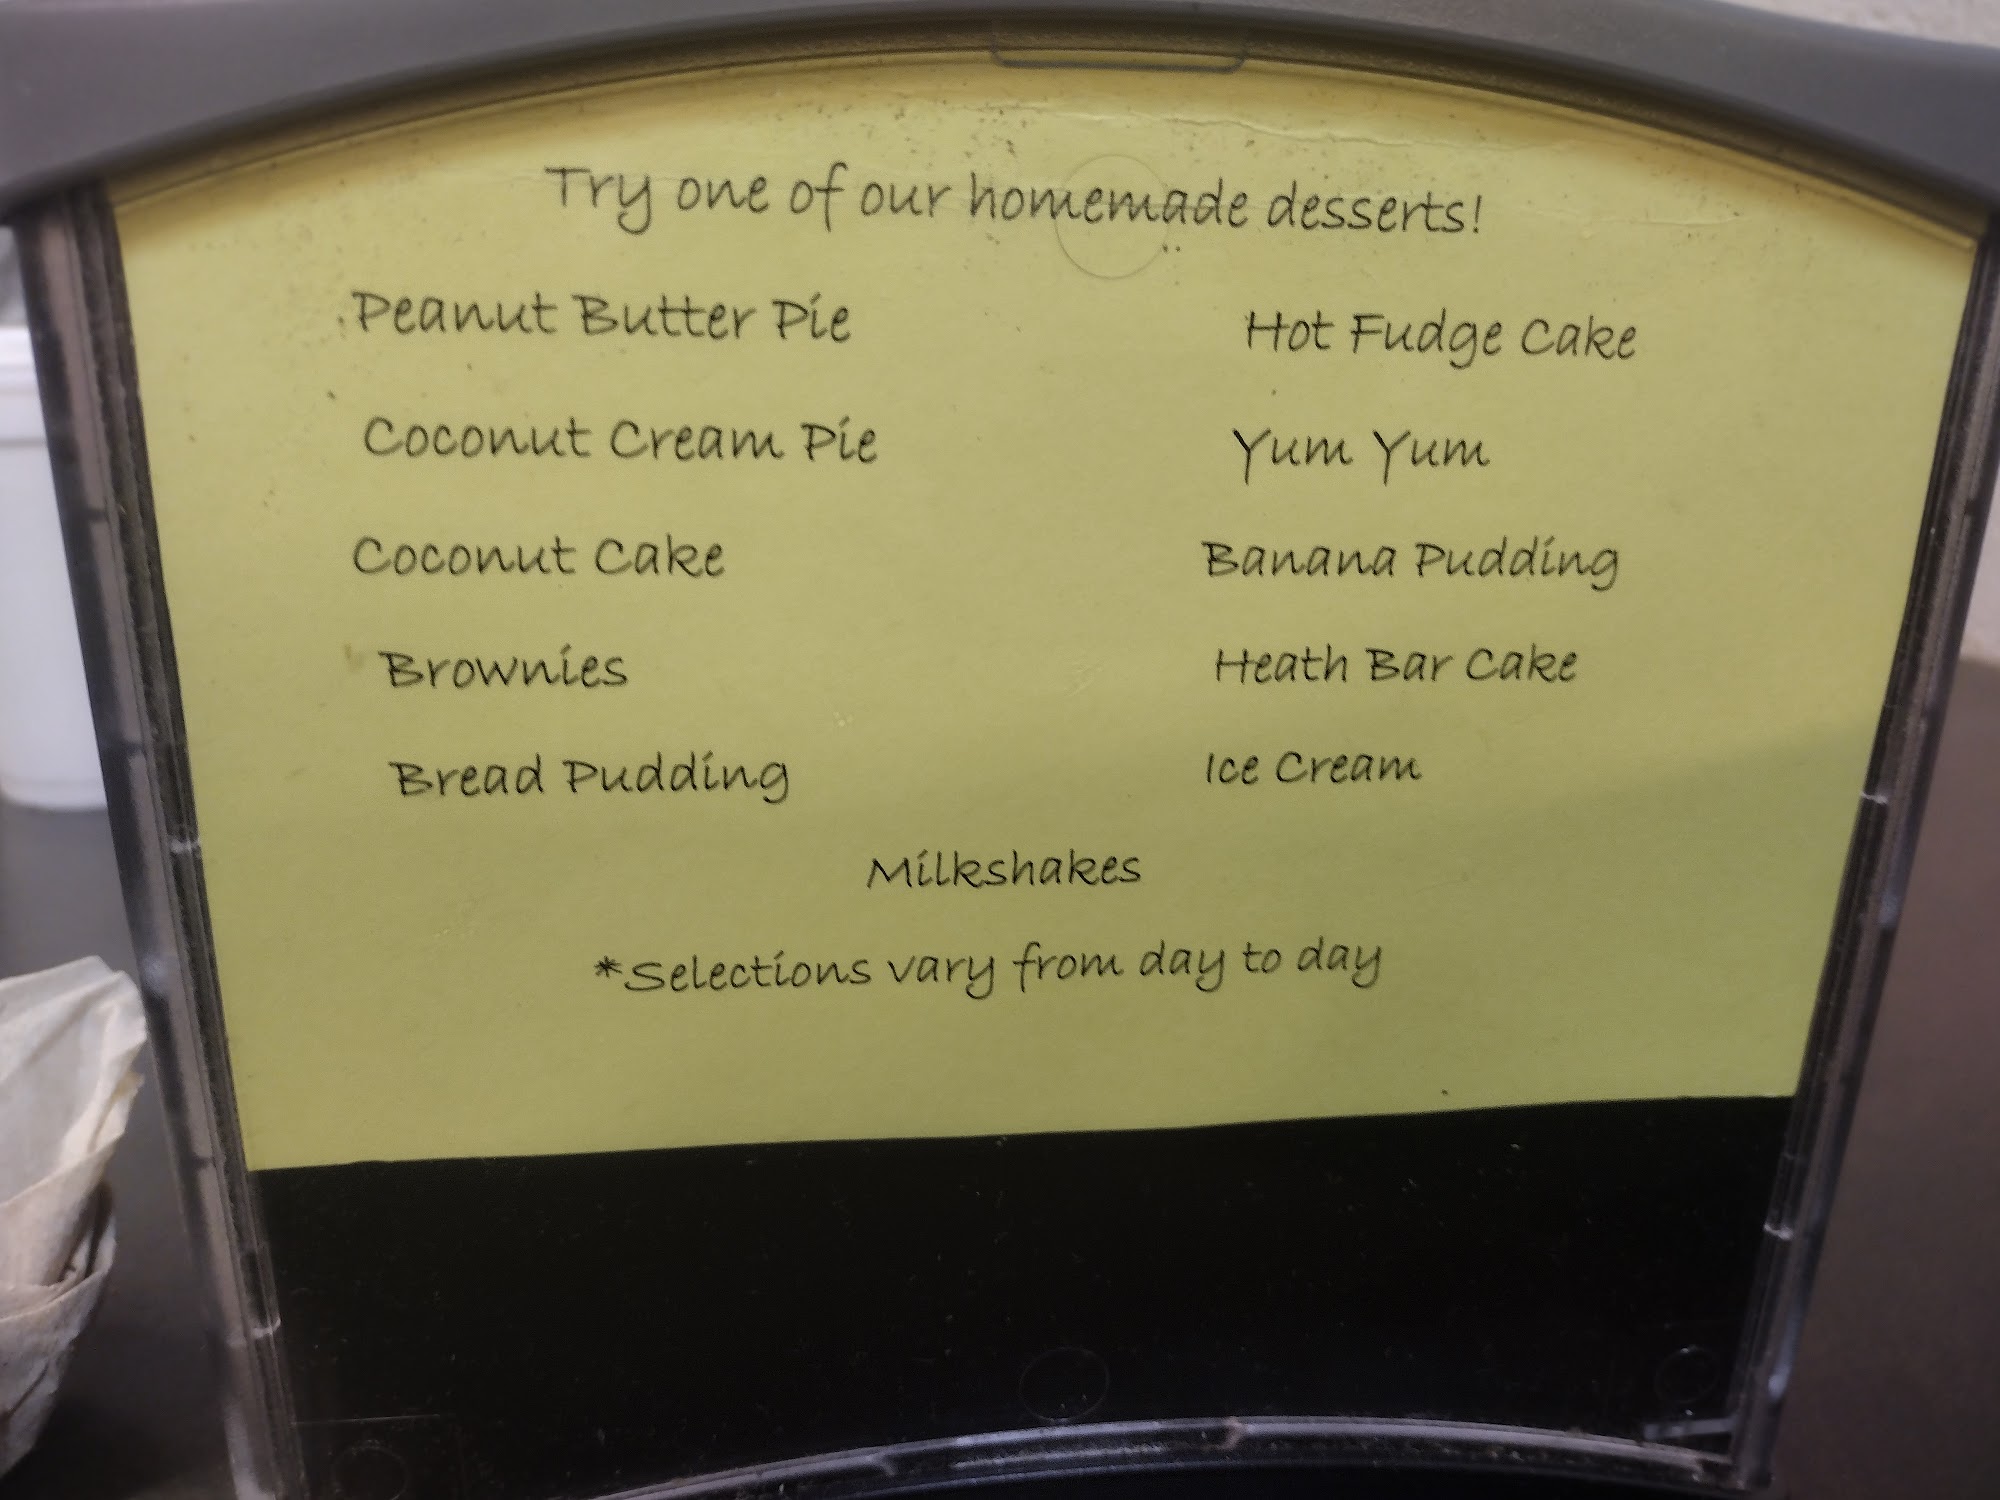 Try one of our homemade desserts!
Peanut Butter Pie
Hot Fudge Cake
Coconut Cream Pie
Yum Yum
Coconut Cake
Banana Pudding
Brownies
Heath Bar Cake
Bread Pudding
Ice Cream
Milkshakes
*Selections vary from day to day